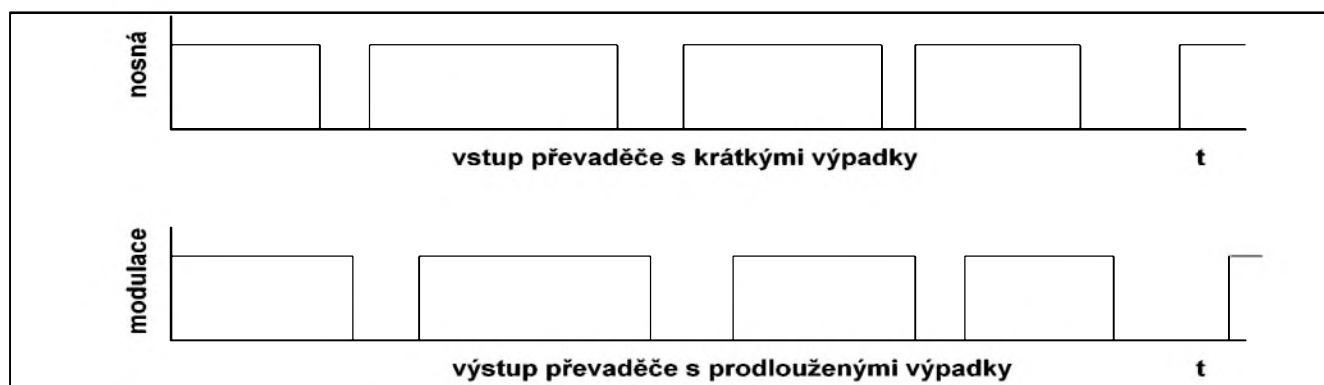 nosná
vstup převaděče s krátkými výpadky t
modulace
výstup převaděče s prodlouženými výpadky t